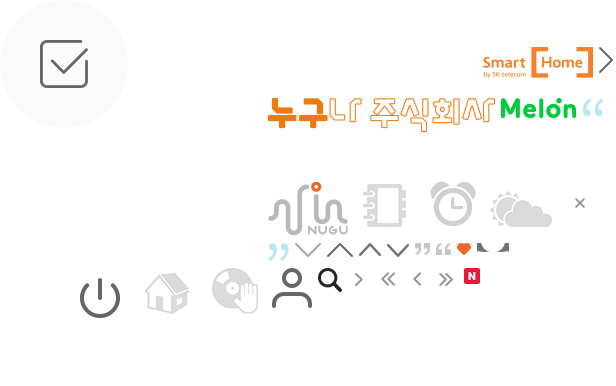 Smart [Home]
by SK telecom
누구나 주식회사 Melon “
NUGU
N